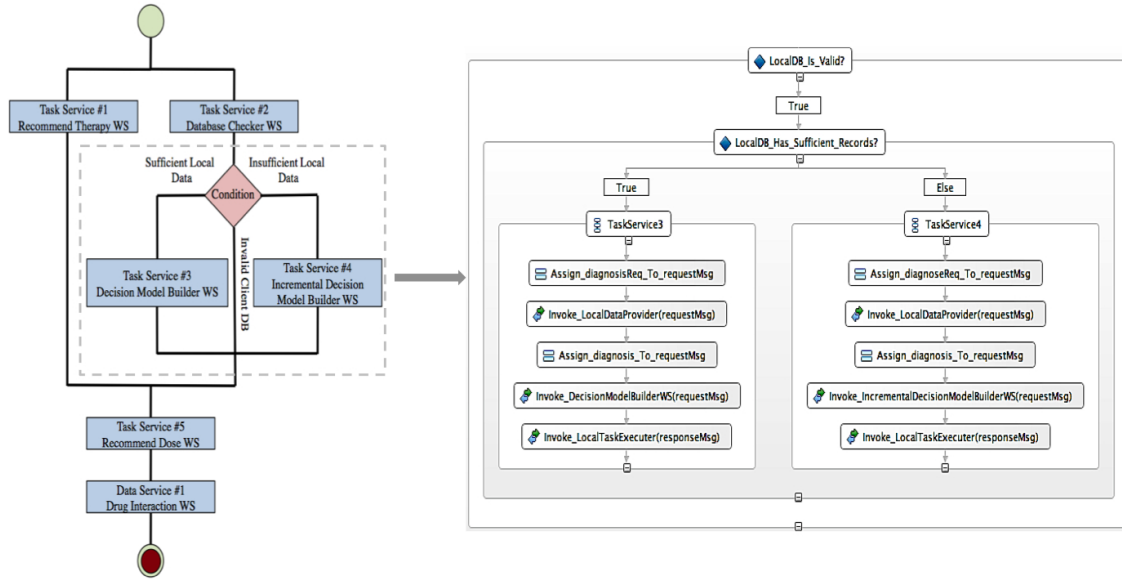 Task Service #1
Recommend Therapy WS
Task Service #2
Database Checker WS
Sufficient Local
Data
Insufficient Local
Data
Condition
Invalid Client DB
Task Service #3
Decision Model Builder WS
Task Service #4
Incremental Decision
Model Builder WS
Task Service #5
Recommend Dose WS
Data Service #1
Drug Interaction WS
LocalDB_Is_Valid?
True
LocalDB_Has_Sufficient_Records?
True
Else
TaskService3
Assign_diagnosisReq_To_requestMsg
Invoke_LocalDataProvider(requestMsg)
Assign_diagnosis_To_requestMsg
Invoke_DecisionModelBuilderWS(requestMsg)
Invoke_LocalTaskExecuter(responseMsg)
TaskService4
Assign_diagnoseReq_To_requestMsg
Invoke_LocalDataProvider(requestMsg)
Assign_diagnosis_To_requestMsg
Invoke_IncrementalDecisionModelBuilderWS(requestMsg)
Invoke_LocalTaskExecuter(responseMsg)